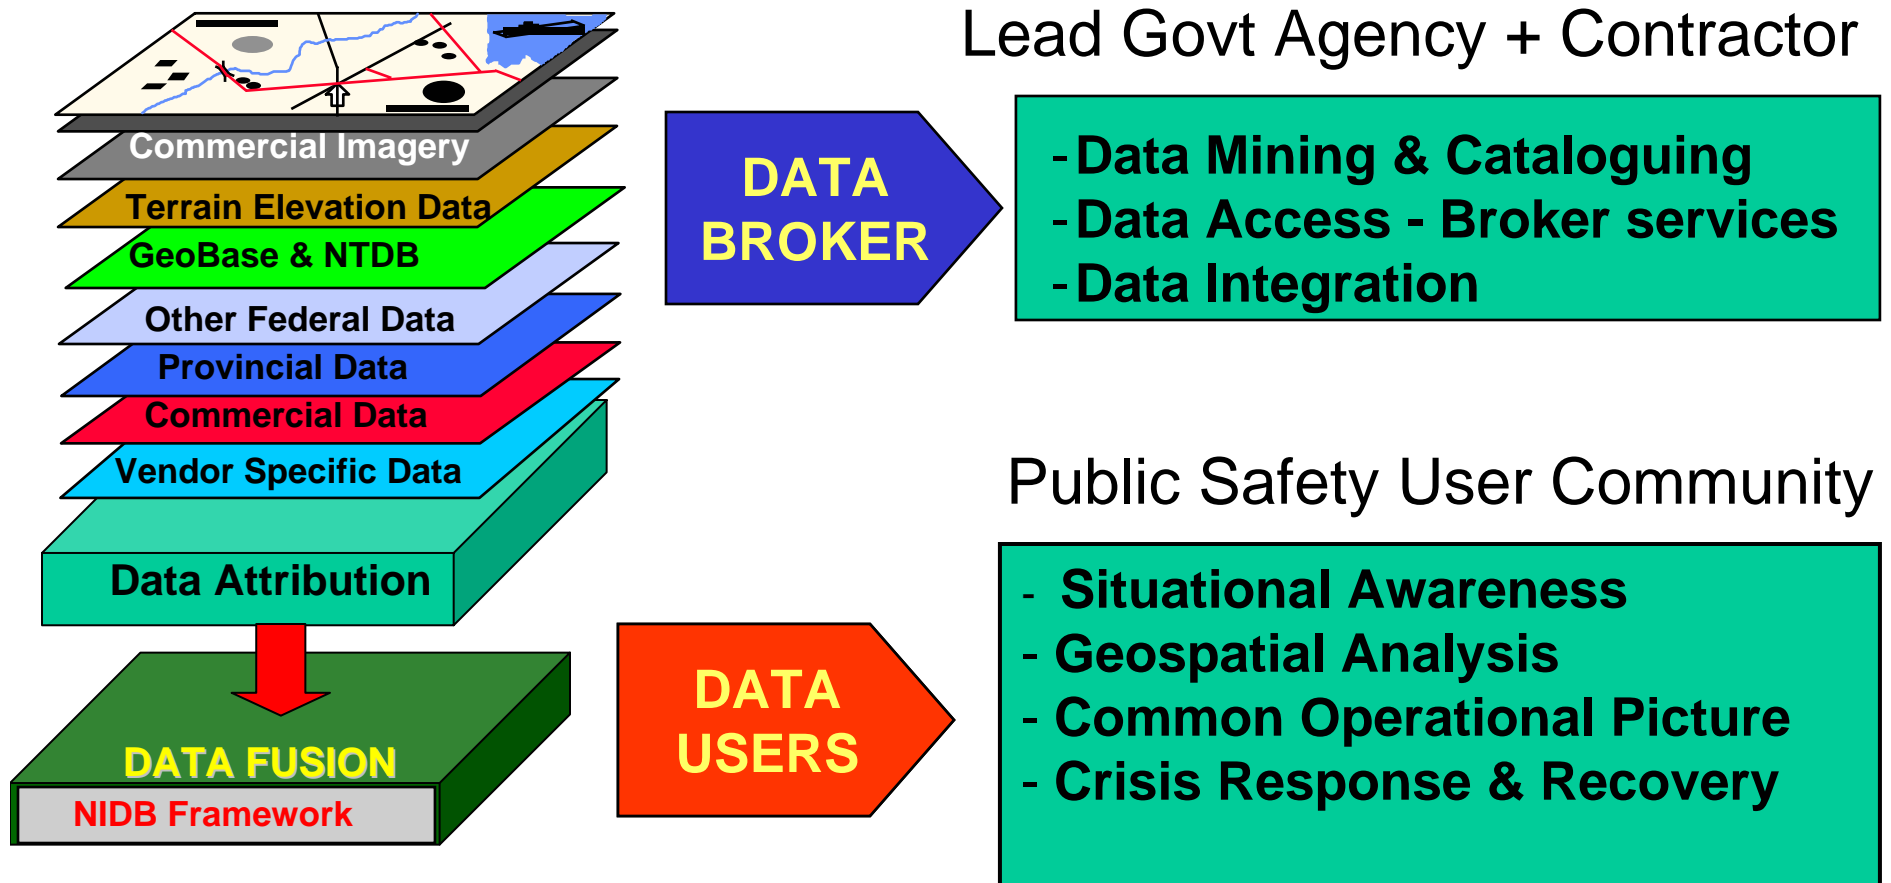 Lead Govt Agency + Contractor
Commercial Imagery
Terrain Elevation Data
GeoBase & NTDB
Other Federal Data
Provincial Data
Commercial Data
Vendor Specific Data
Data Attribution
DATA FUSION
NIDB Framework
DATA
BROKER
- Data Mining & Cataloguing
- Data Access - Broker services
- Data Integration
Public Safety User Community
DATA
USERS
- Situational Awareness
- Geospatial Analysis
- Common Operational Picture
- Crisis Response & Recovery